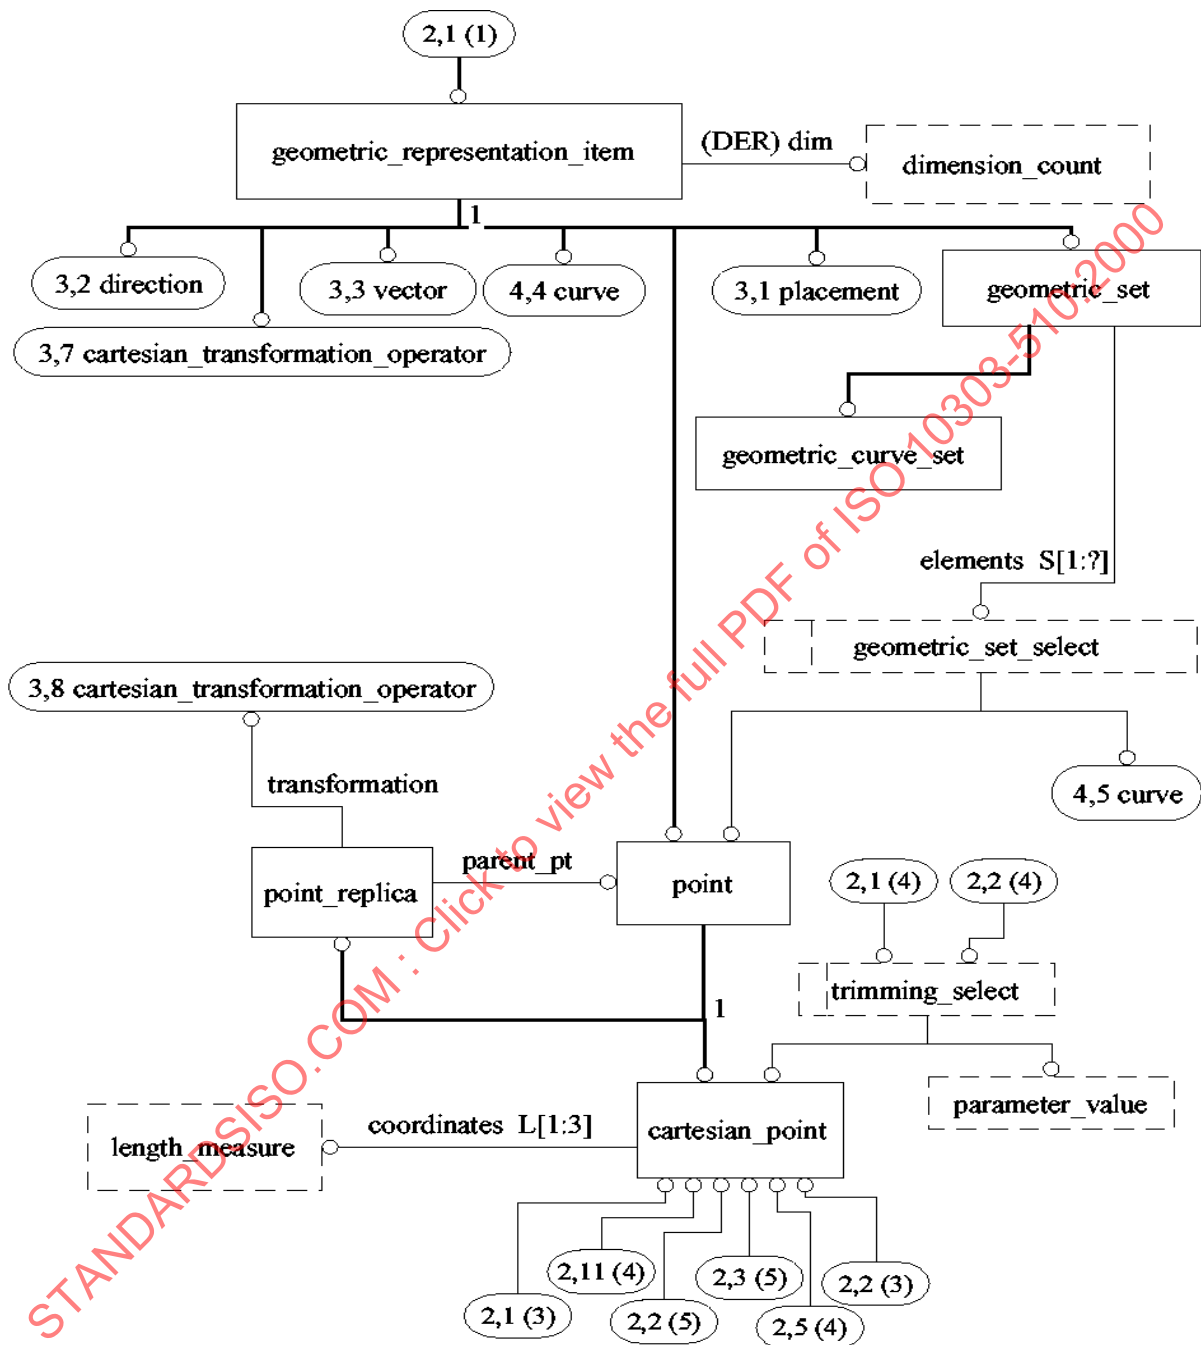 2,1 (1)
geometric_representation_item
(DER) dim
dimension_count
1
3,2 direction
3,3 vector
4,4 curve
3,1 placement
geometric_set
3,7 cartesian_transformation_operator
geometric_curve_set
elements S[1:?]
geometric_set_select
3,8 cartesian_transformation_operator
transformation
4,5 curve
point_replica
parent_pt
point
2,1 (4)
2,2 (4)
trimming_select
1
parameter_value
length_measure
coordinates L[1:3]
cartesian_point
2,1 (3)
2,11 (4)
2,2 (5)
2,3 (5)
2,5 (4)
2,2 (3)
STANDARDSISO.COM : Click to view the full PDF of ISO 10303-510:2000